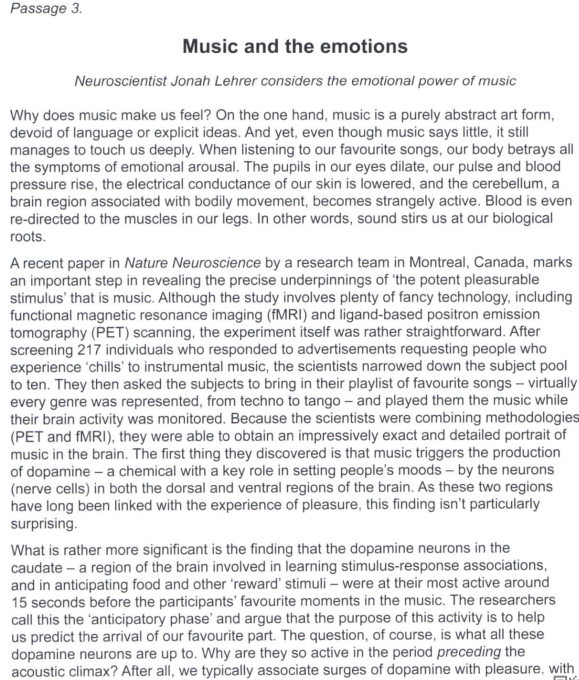 Passage 3.
Music and the emotions
Neuroscientist Jonah Lehrer considers the emotional power of music
Why does music make us feel? On the one hand, music is a purely abstract art form,
devoid of language or explicit ideas. And yet, even though music says little, it still
manages to touch us deeply. When listening to our favourite songs, our body betrays all
the symptoms of emotional arousal. The pupils in our eyes dilate, our pulse and blood
pressure rise, the electrical conductance of our skin is lowered, and the cerebellum, a
brain region associated with bodily movement, becomes strangely active. Blood is even
re-directed to the muscles in our legs. In other words, sound stirs us at our biological
roots.
A recent paper in Nature Neuroscience by a research team in Montreal, Canada, marks
an important step in revealing the precise underpinnings of 'the potent pleasurable
stimulus' that is music. Although the study involves plenty of fancy technology, including
functional magnetic resonance imaging (fMRI) and ligand-based positron emission
tomography (PET) scanning, the experiment itself was rather straightforward. After
screening 217 individuals who responded to advertisements requesting people who
experience 'chills' to instrumental music, the scientists narrowed down the subject pool
to ten. They then asked the subjects to bring in their playlist of favourite songs – virtually
every genre was represented, from techno to tango – and played them the music while
their brain activity was monitored. Because the scientists were combining methodologies
(PET and fMRI), they were able to obtain an impressively exact and detailed portrait of
music in the brain. The first thing they discovered is that music triggers the production
of dopamine – a chemical with a key role in setting people's moods – by the neurons
(nerve cells) in both the dorsal and ventral regions of the brain. As these two regions
have long been linked with the experience of pleasure, this finding isn't particularly
surprising.
What is rather more significant is the finding that the dopamine neurons in the
caudate – a region of the brain involved in learning stimulus-response associations,
and in anticipating food and other 'reward' stimuli – were at their most active around
15 seconds before the participants' favourite moments in the music. The researchers
call this the 'anticipatory phase' and argue that the purpose of this activity is to help
us predict the arrival of our favourite part. The question, of course, is what all these
dopamine neurons are up to. Why are they so active in the period preceding the
acoustic climax? After all, we typically associate surges of dopamine with pleasure, with